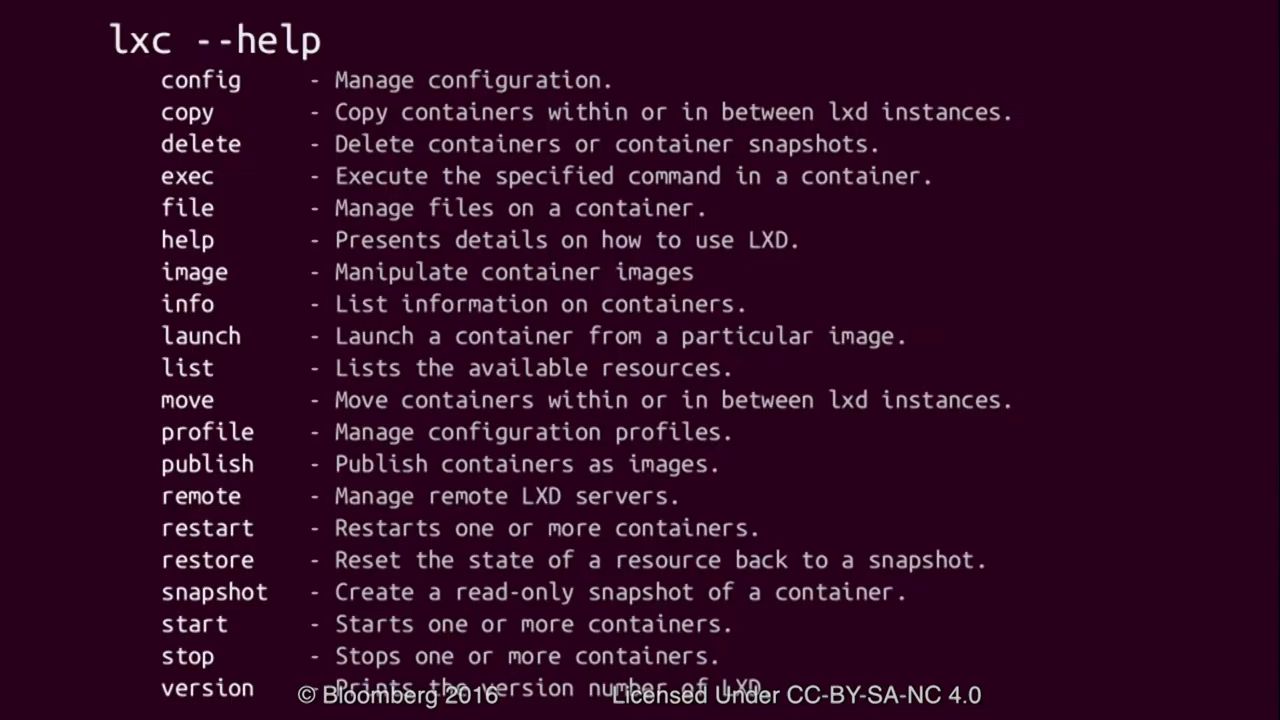 lxc --help
config - Manage configuration.
copy - Copy containers within or in between lxd instances.
delete - Delete containers or container snapshots.
exec - Execute the specified command in a container.
file - Manage files on a container.
help - Presents details on how to use LXD.
image - Manipulate container images
info - List information on containers.
launch - Launch a container from a particular image.
list - Lists the available resources.
move - Move containers within or in between lxd instances.
profile - Manage configuration profiles.
publish - Publish containers as images.
remote - Manage remote LXD servers.
restart - Restarts one or more containers.
restore - Reset the state of a resource back to a snapshot.
snapshot - Create a read-only snapshot of a container.
start - Starts one or more containers.
stop - Stops one or more containers.
version - Prints the version number of LXD.
© Bloomberg 2016 Licensed Under CC-BY-SA-NC 4.0